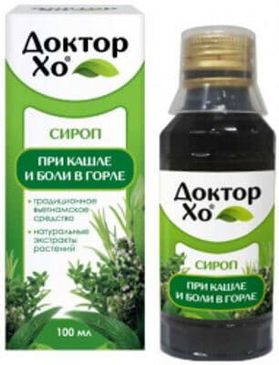 Доктор
Хо®
СИРОП
ПРИ КАШЛЕ
И БОЛИ В ГОРЛЕ
• традиционное
вьетнамское
средство
• натуральные
экстракты
растений
100 мл
Доктор
Хо®
СИРОП
ПРИ КАШЛЕ
И БОЛИ В ГОРЛЕ